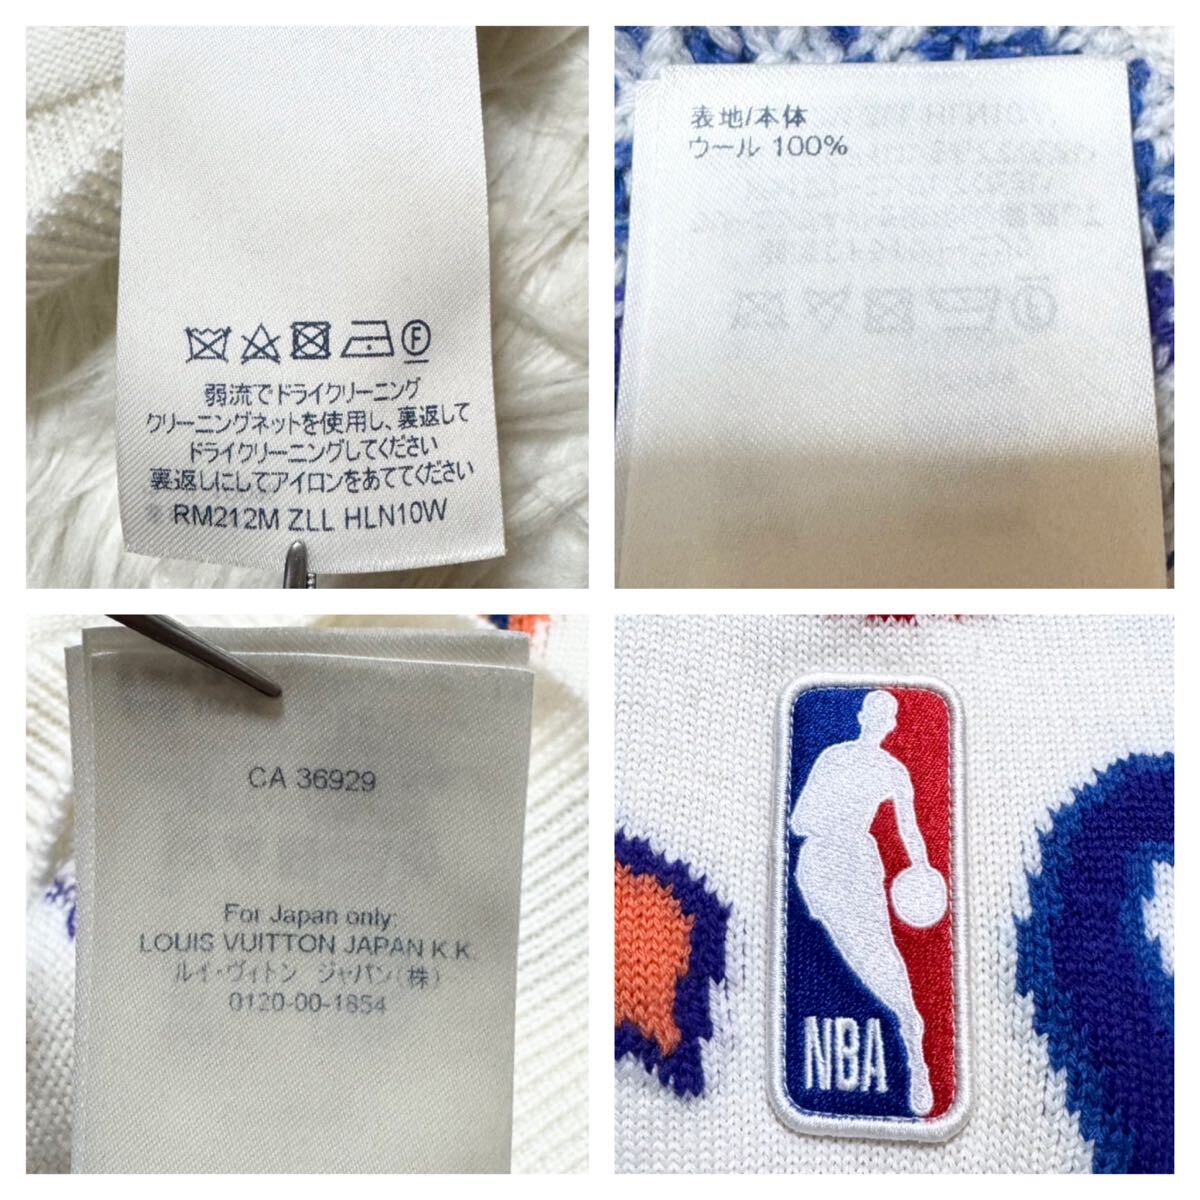 弱流でドライクリーニング
クリーニングネットを使用し、裏返して
ドライクリーニングしてください
裏返しにしてアイロンをあててください
RM212M ZLL HLN10W
表地/本体
ウール 100%
CA 36929
For Japan only:
LOUIS VUITTON JAPAN K.K.
ルイ・ヴィトン ジャパン(株)
0120-00-1854
NBA